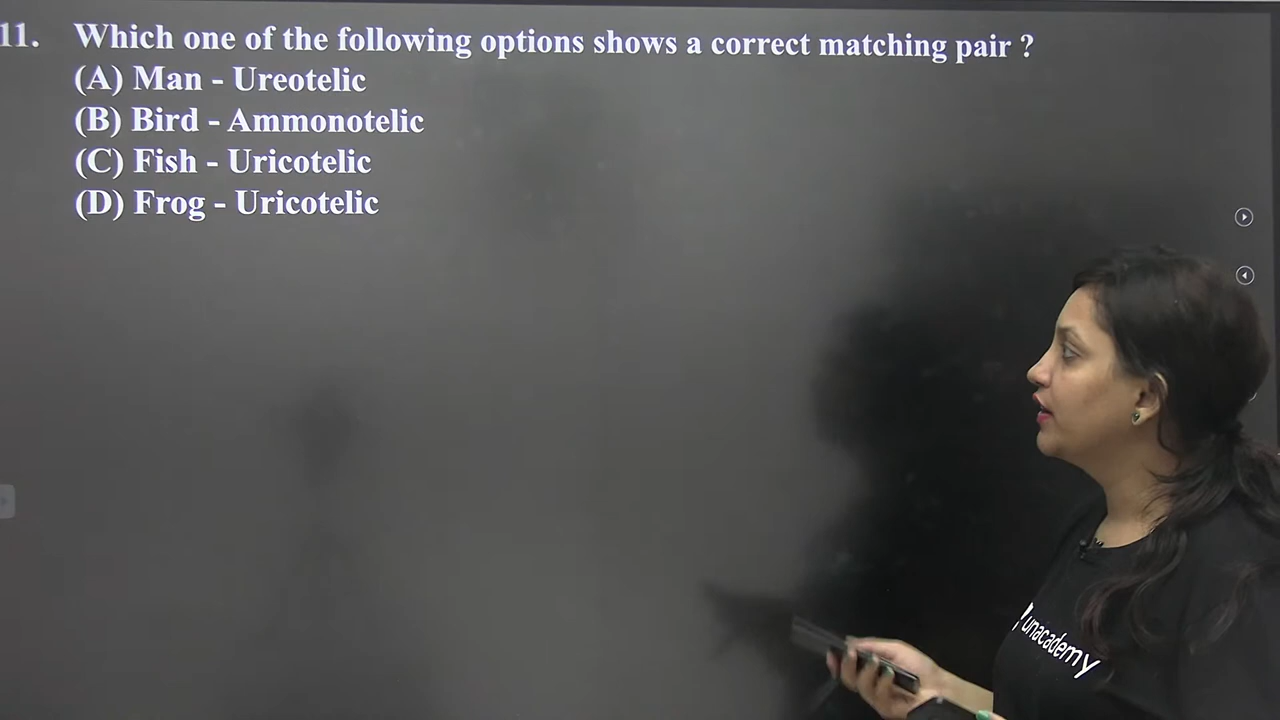 11. Which one of the following options shows a correct matching pair ?
(A) Man - Ureotelic
(B) Bird - Ammonotelic
(C) Fish - Uricotelic
(D) Frog - Uricotelic
unacademy